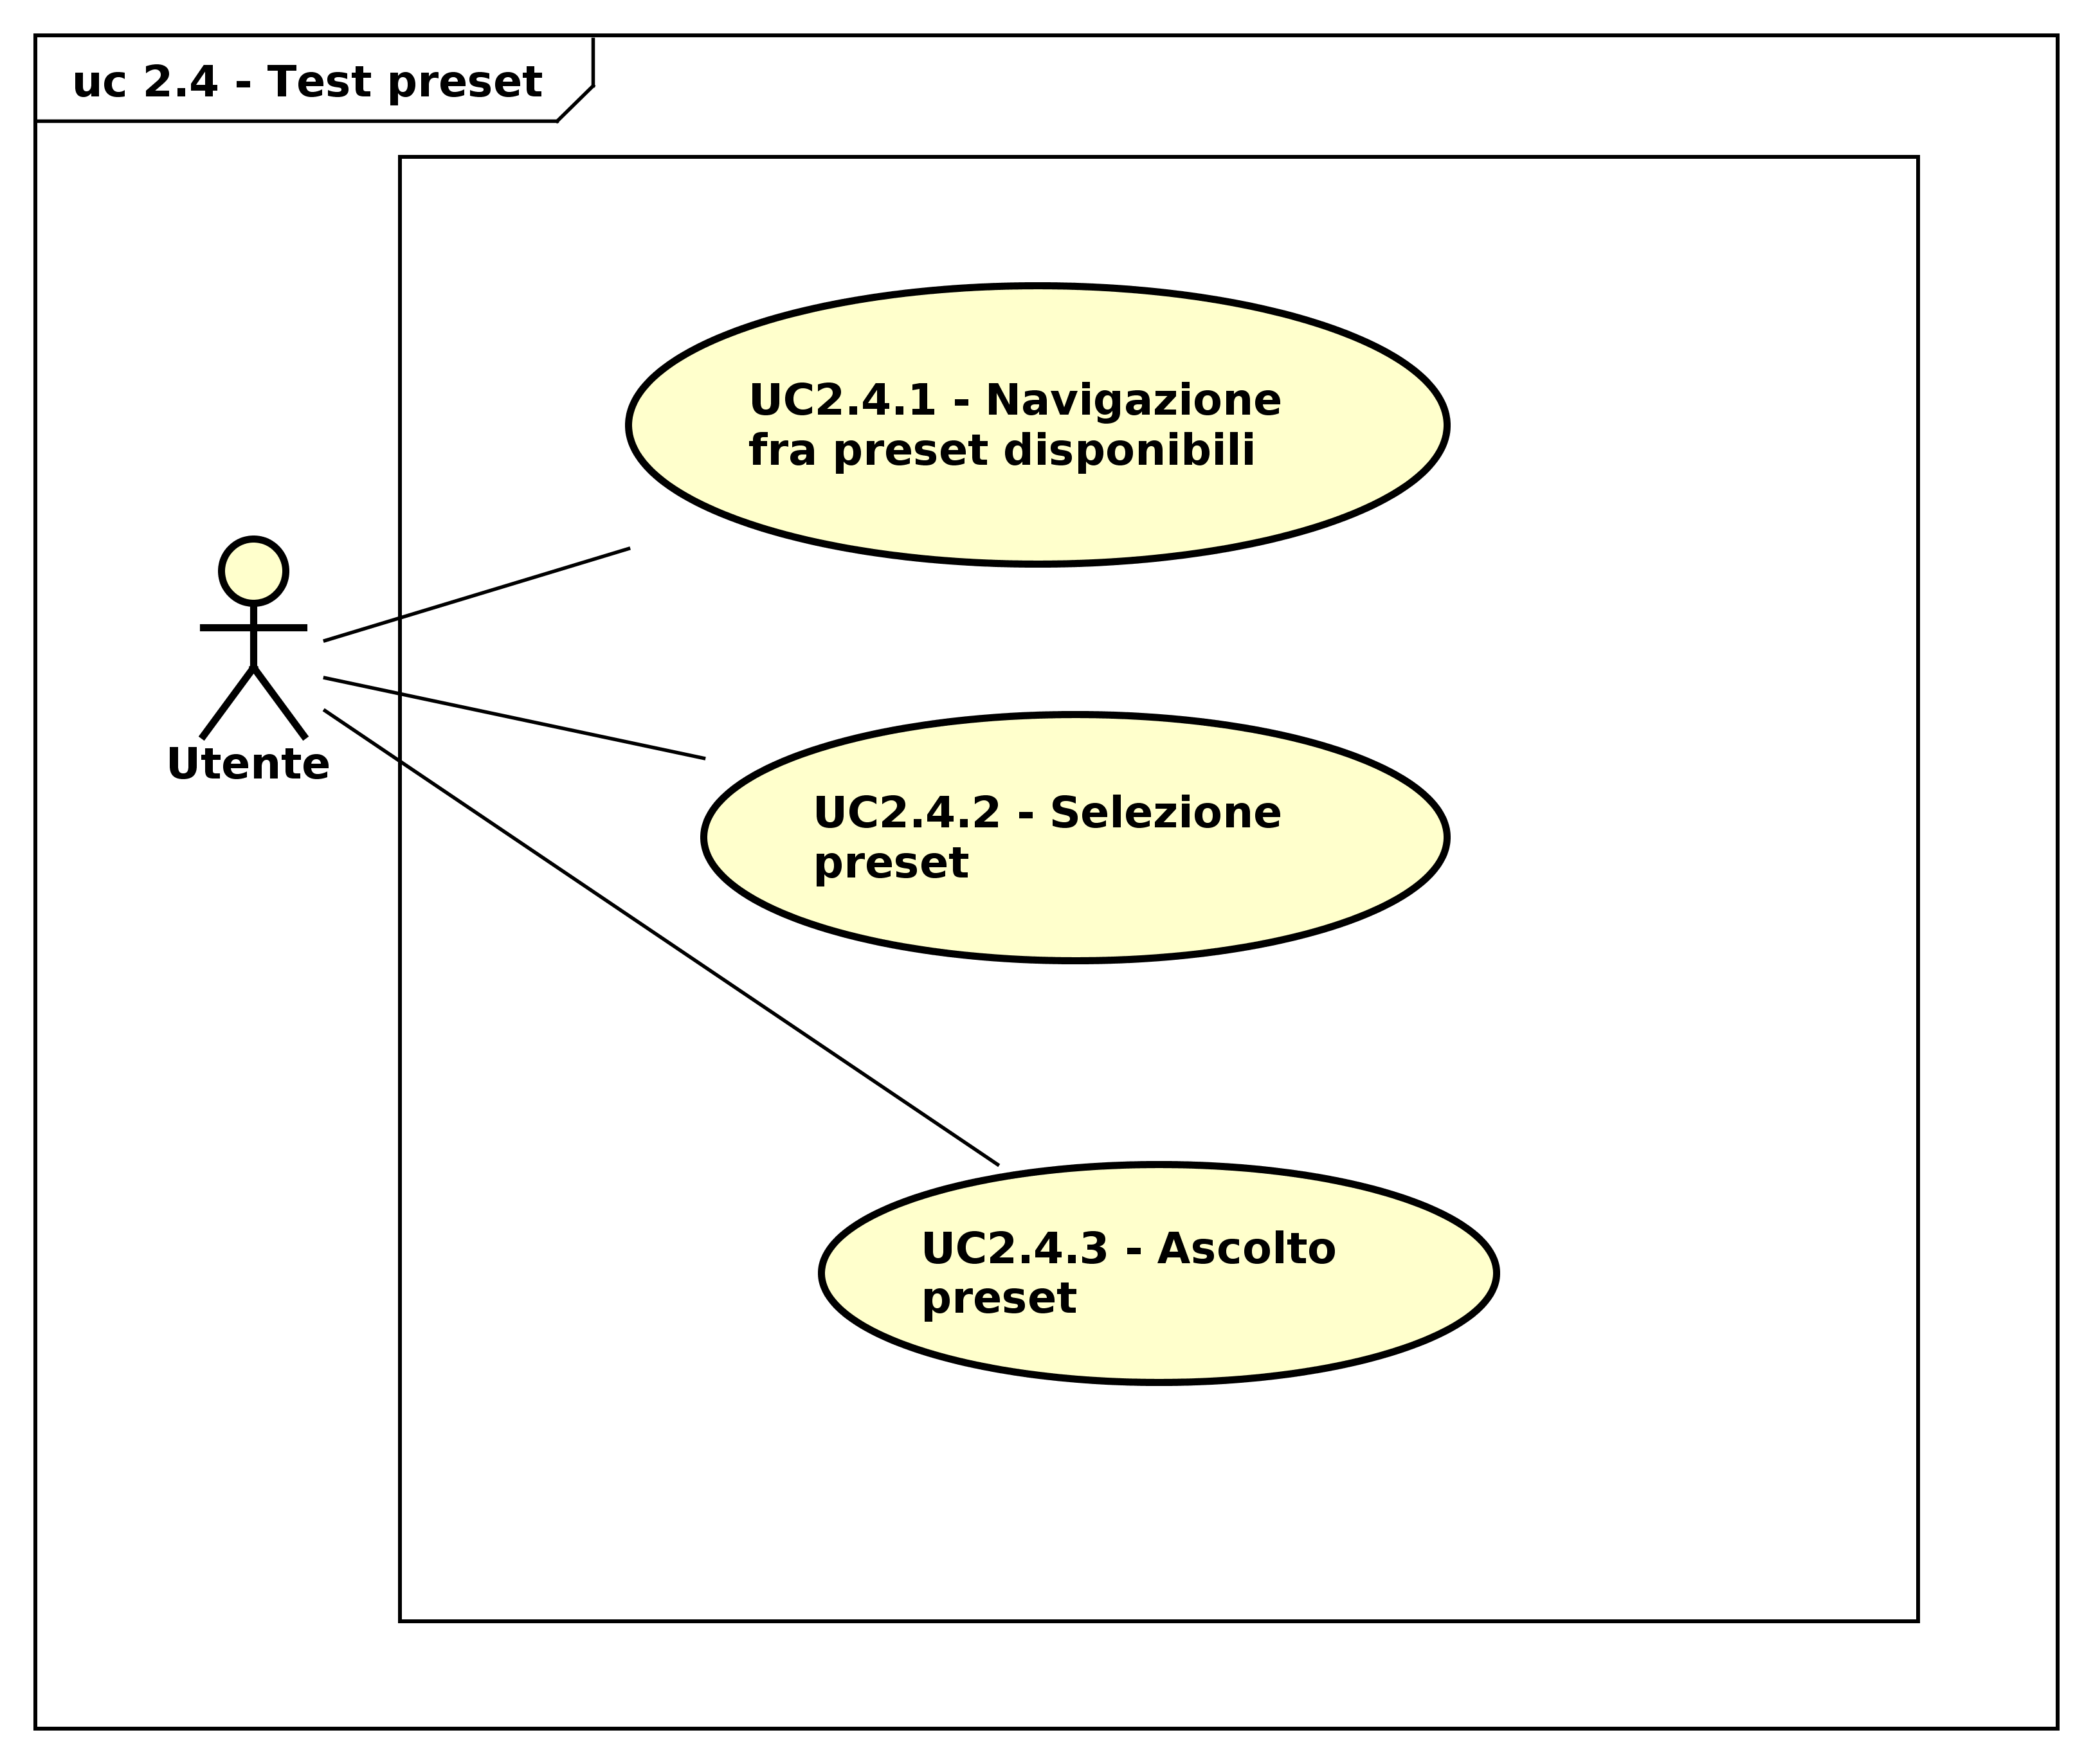 uc 2.4 - Test preset
UC2.4.1 - Navigazione
fra preset disponibili
Utente
UC2.4.2 - Selezione
preset
UC2.4.3 - Ascolto
preset